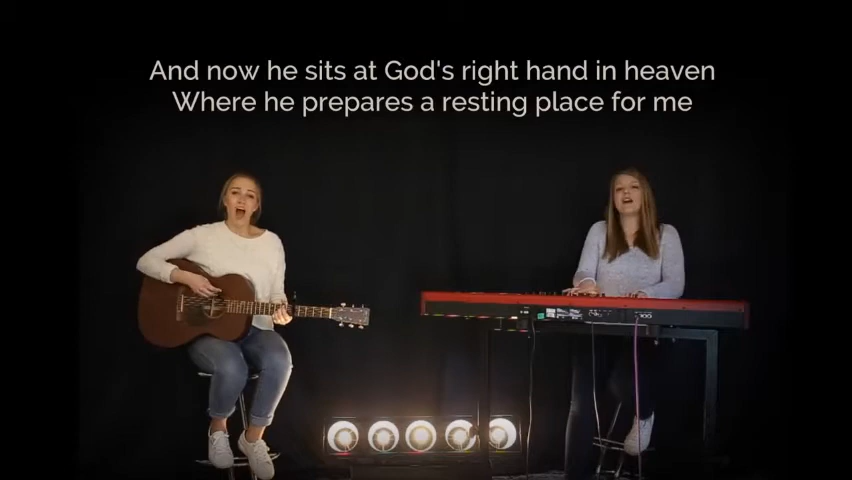 And now he sits at God's right hand in heaven
Where he prepares a resting place for me